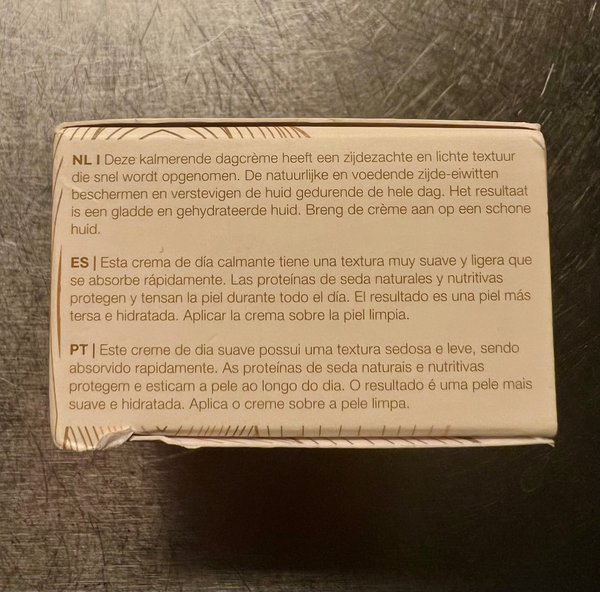 NL | Deze kalmerende dagcrème heeft een zijdezachte en lichte textuur
die snel wordt opgenomen. De natuurlijke en voedende zijde-eiwitten
beschermen en verstevigen de huid gedurende de hele dag. Het resultaat
is een gladde en gehydrateerde huid. Breng de crème aan op een schone
huid.
ES | Esta crema de día calmante tiene una textura muy suave y ligera que
se absorbe rápidamente. Las proteínas de seda naturales y nutritivas
protegen y tensan la piel durante todo el día. El resultado es una piel más
tersa e hidratada. Aplicar la crema sobre la piel limpia.
PT | Este creme de dia suave possui uma textura sedosa e leve, sendo
absorvido rapidamente. As proteínas de seda naturais e nutritivas
protegem e esticam a pele ao longo do dia. O resultado é uma pele mais
suave e hidratada. Aplica o creme sobre a pele limpa.